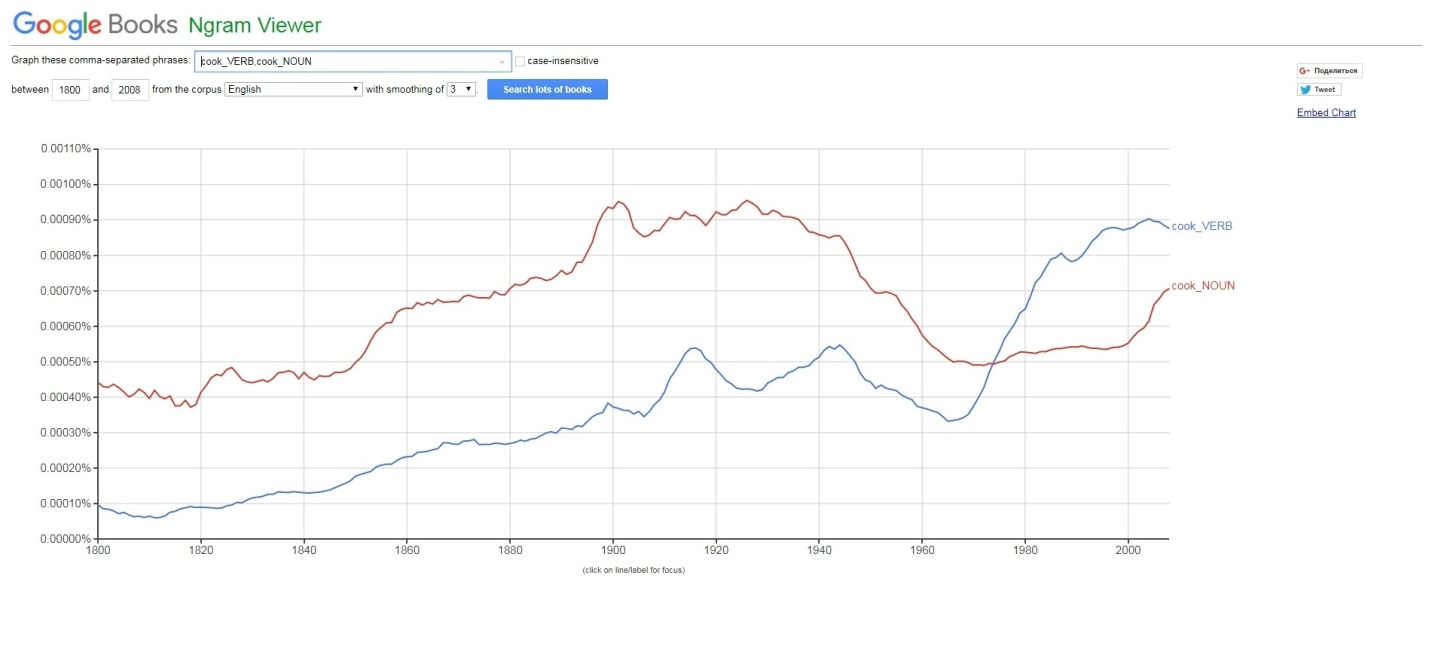 Google Books Ngram Viewer
Graph these comma-separated phrases: cook_VERB,cook_NOUN case-insensitive
between 1800 and 2008 from the corpus English with smoothing of 3 . Search lots of books
Поделиться
Tweet
Embed Chart
0.00110%
0.00100%
0.00090%
0.00080%
0.00070%
0.00060%
0.00050%
0.00040%
0.00030%
0.00020%
0.00010%
0.00000%
cook_VERB
cook_NOUN
1800 1820 1840 1860 1880 1900 1920 1940 1960 1980 2000
(click on line/label for focus)